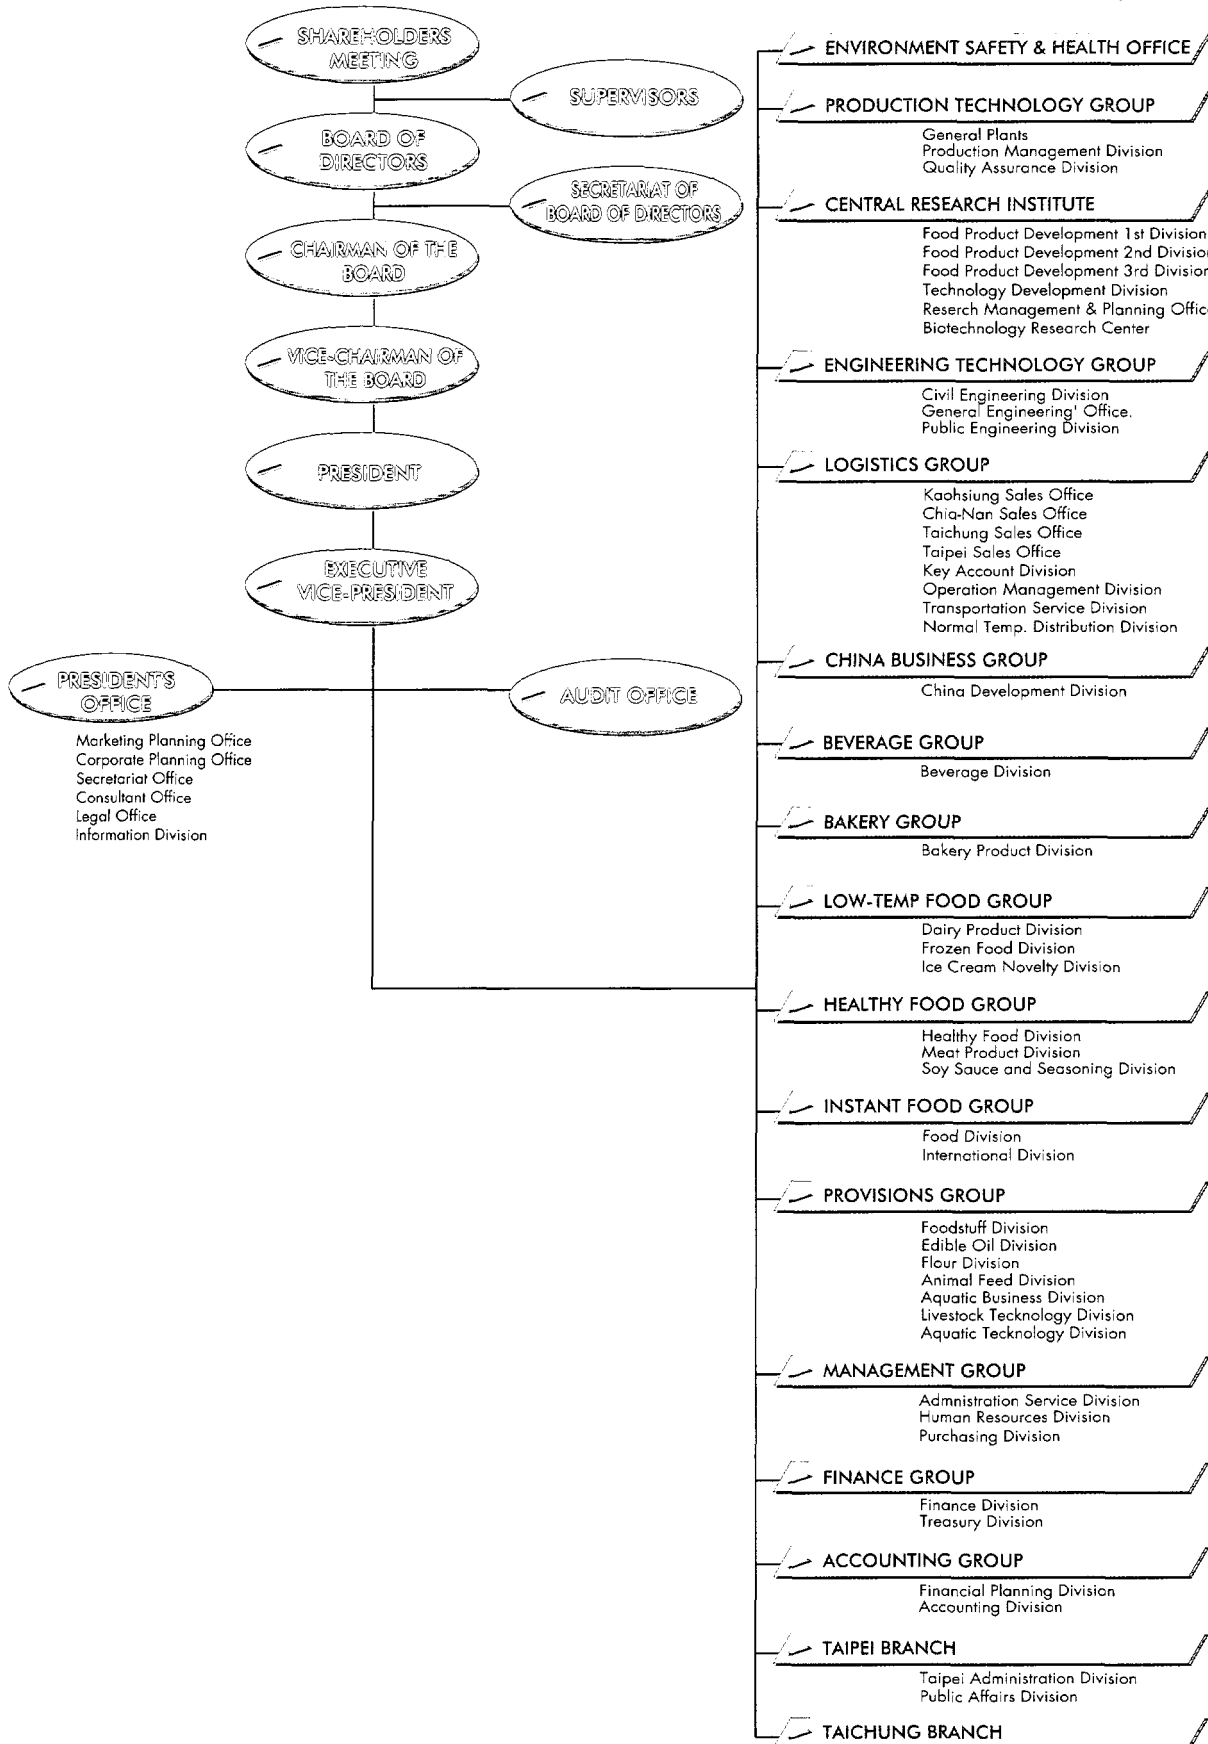 SHAREHOLDERS
MEETING
SUPERVISORS
BOARD OF
DIRECTORS
SECRETARIAT OF
BOARD OF DIRECTORS
CHAIRMAN OF THE
BOARD
VICE-CHAIRMAN OF
THE BOARD
PRESIDENT
EXECUTIVE
VICE-PRESIDENT
PRESIDENT'S
OFFICE
Marketing Planning Office
Corporate Planning Office
Secretariat Office
Consultant Office
Legal Office
Information Division
AUDIT OFFICE
ENVIRONMENT SAFETY & HEALTH OFFICE
PRODUCTION TECHNOLOGY GROUP
General Plants
Production Management Division
Quality Assurance Division
CENTRAL RESEARCH INSTITUTE
Food Product Development 1st Division
Food Product Development 2nd Division
Food Product Development 3rd Division
Technology Development Division
Reserch Management & Planning Office
Biotechnology Research Center
ENGINEERING TECHNOLOGY GROUP
Civil Engineering Division
General Engineering' Office.
Public Engineering Division
LOGISTICS GROUP
Kaohsiung Sales Office
Chia-Nan Sales Office
Taichung Sales Office
Taipei Sales Office
Key Account Division
Operation Management Division
Transportation Service Division
Normal Temp. Distribution Division
CHINA BUSINESS GROUP
China Development Division
BEVERAGE GROUP
Beverage Division
BAKERY GROUP
Bakery Product Division
LOW-TEMP FOOD GROUP
Dairy Product Division
Frozen Food Division
Ice Cream Novelty Division
HEALTHY FOOD GROUP
Healthy Food Division
Meat Product Division
Soy Sauce and Seasoning Division
INSTANT FOOD GROUP
Food Division
International Division
PROVISIONS GROUP
Foodstuff Division
Edible Oil Division
Flour Division
Animal Feed Division
Aquatic Business Division
Livestock Tecknology Division
Aquatic Tecknology Division
MANAGEMENT GROUP
Admnistration Service Division
Human Resources Division
Purchasing Division
FINANCE GROUP
Finance Division
Treasury Division
ACCOUNTING GROUP
Financial Planning Division
Accounting Division
TAIPEI BRANCH
Taipei Administration Division
Public Affairs Division
TAICHUNG BRANCH